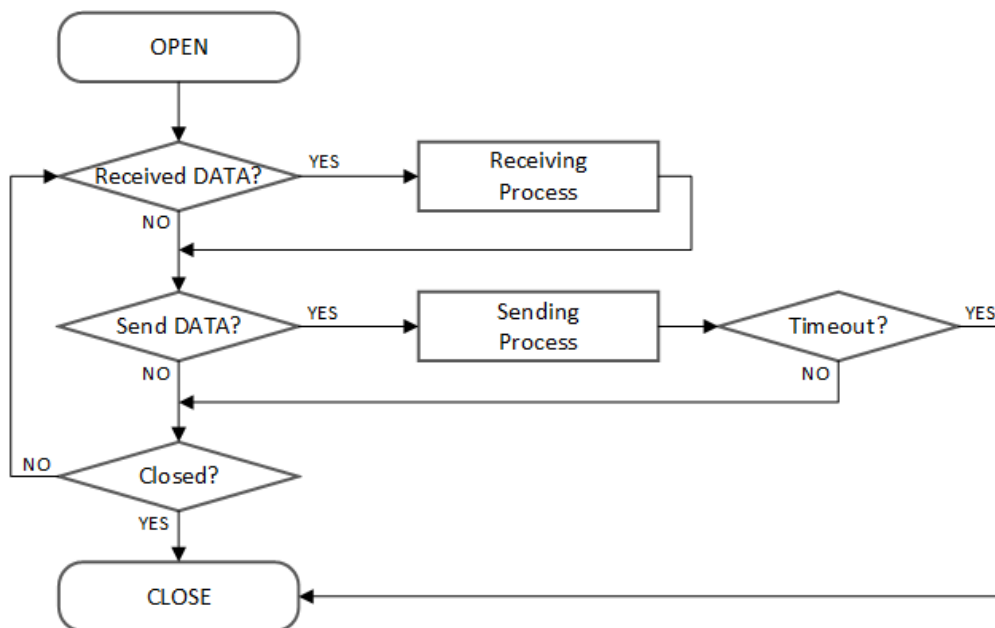 OPEN
Received DATA?
YES
Receiving
Process
NO
Send DATA?
YES
Sending
Process
Timeout?
YES
NO
NO
Closed?
NO
YES
CLOSE